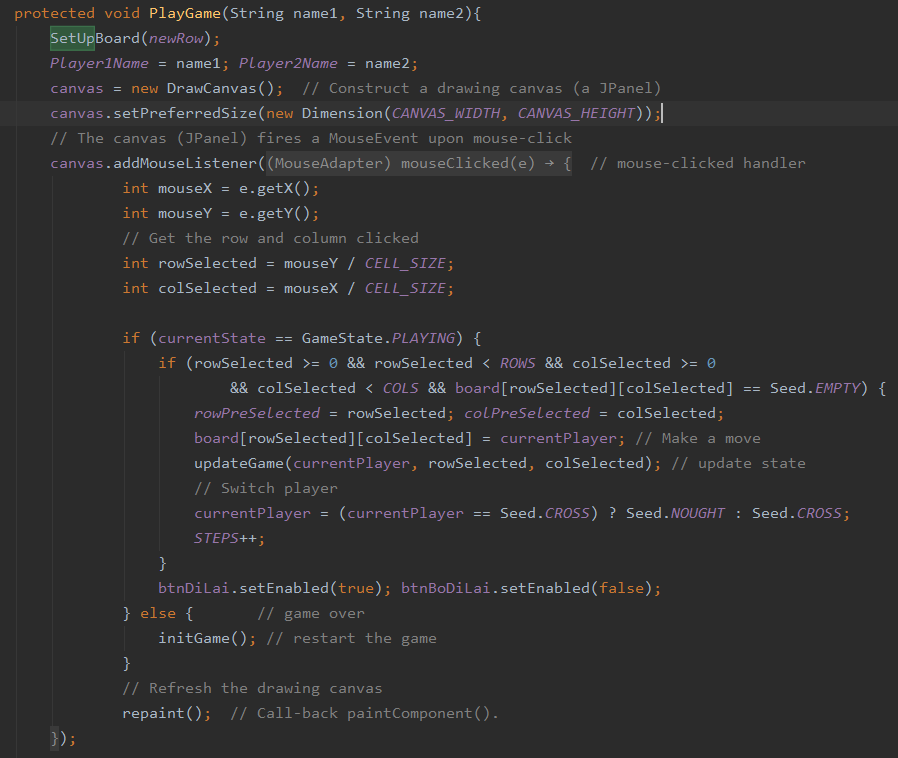 protected void PlayGame(String name1, String name2){
SetUpBoard(newRow);
Player1Name = name1; Player2Name = name2;
canvas = new DrawCanvas();  // Construct a drawing canvas (a JPanel)
canvas.setPreferredSize(new Dimension(CANVAS_WIDTH, CANVAS_HEIGHT));
// The canvas (JPanel) fires a MouseEvent upon mouse-click
canvas.addMouseListener((MouseAdapter) mouseClicked(e) → {  // mouse-clicked handler
int mouseX = e.getX();
int mouseY = e.getY();
// Get the row and column clicked
int rowSelected = mouseY / CELL_SIZE;
int colSelected = mouseX / CELL_SIZE;
if (currentState == GameState.PLAYING) {
if (rowSelected >= 0 && rowSelected < ROWS && colSelected >= 0
&& colSelected < COLS && board[rowSelected][colSelected] == Seed.EMPTY) {
rowPreSelected = rowSelected; colPreSelected = colSelected;
board[rowSelected][colSelected] = currentPlayer; // Make a move
updateGame(currentPlayer, rowSelected, colSelected); // update state
// Switch player
currentPlayer = (currentPlayer == Seed.CROSS) ? Seed.NOUGHT : Seed.CROSS;
STEPS++;
}
btnDiLai.setEnabled(true); btnBoDiLai.setEnabled(false);
} else {       // game over
initGame(); // restart the game
}
// Refresh the drawing canvas
repaint();  // Call-back paintComponent().
});